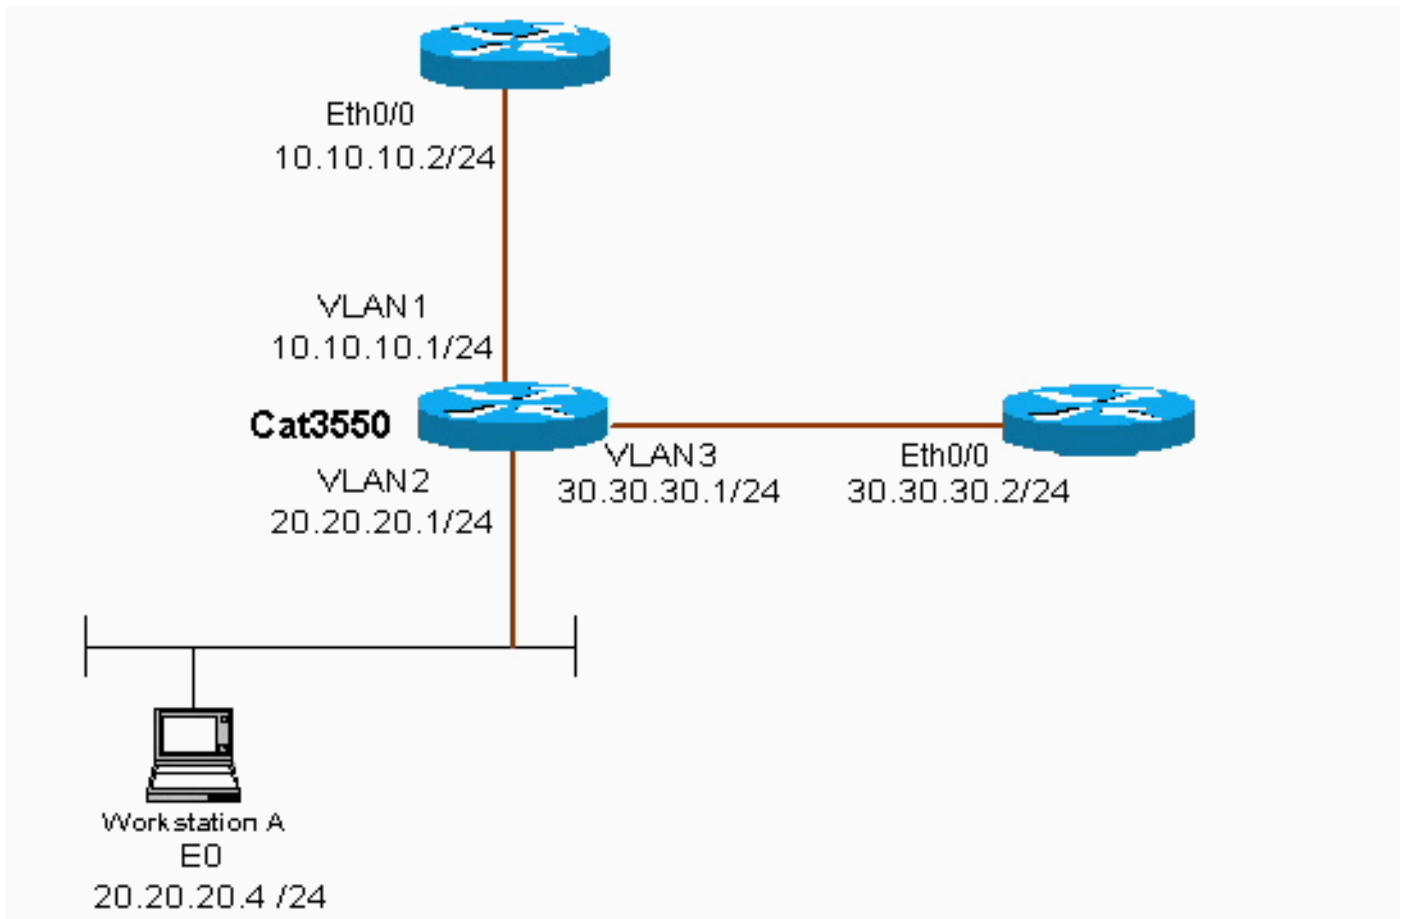 Eth0/0
10.10.10.2/24
VLAN1
10.10.10.1/24
Cat3550
VLAN2
20.20.20.1/24
VLAN3
30.30.30.1/24
Eth0/0
30.30.30.2/24
Workstation A
E0
20.20.20.4 /24